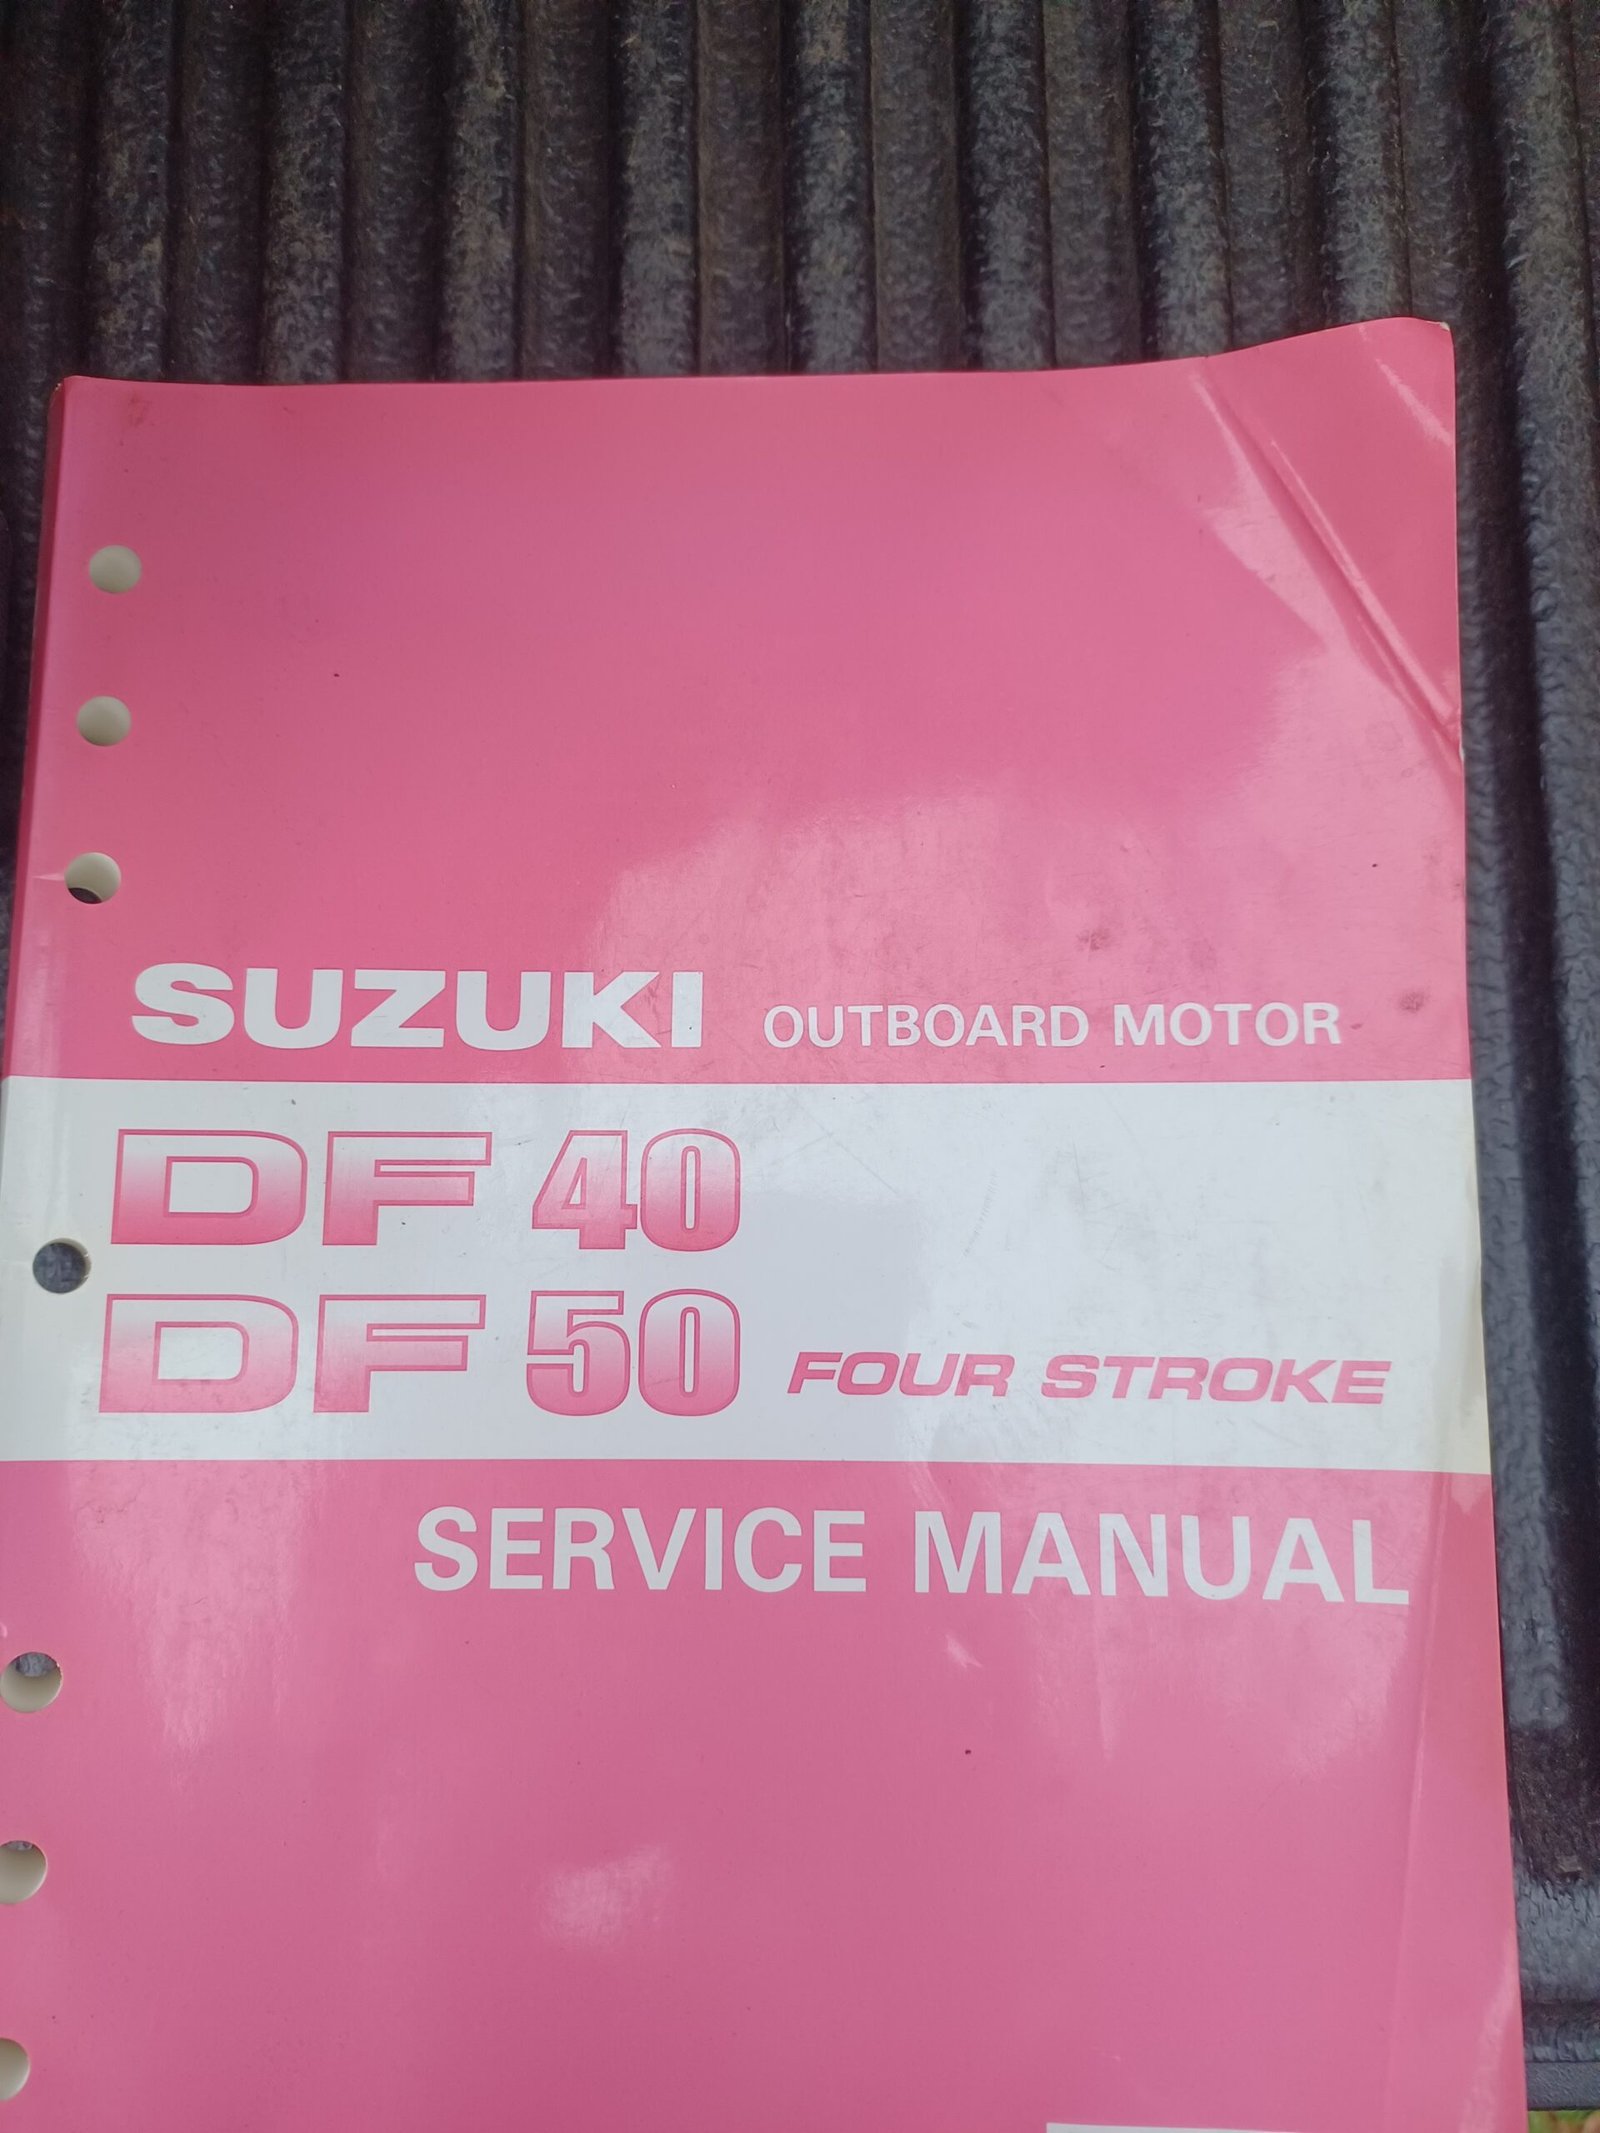 SUZUKI OUTBOARD MOTOR
DF 40
DF 50 FOUR STROKE
SERVICE MANUAL